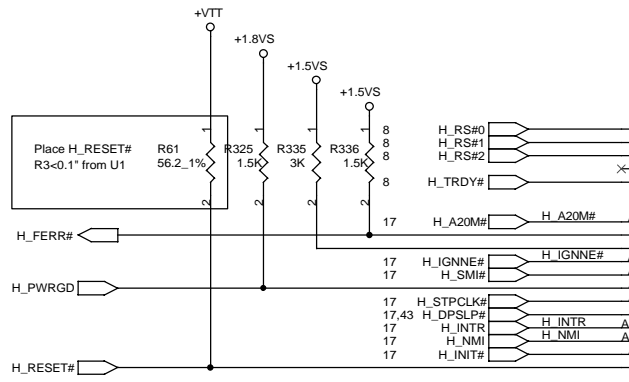 +VTT
+1.8VS
+1.5VS
+1.5VS
Place H_RESET#
R3<0.1" from U1
R61
56.2_1%
R325
1.5K
R335
3K
R336
1.5K
1
1
1
1
2
2
2
2
8 H_RS#0
8 H_RS#1
8 H_RS#2
8 H_TRDY#
17 H_A20M# H_A20M#
H_FERR#
17 H_IGNNE# H_IGNNE#
17 H_SMI#
H_PWRGD
17 H_STPCLK#
17,43 H_DPSLP#
17 H_INTR H_INTR
17 H_NMI H_NMI
17 H_INIT#
H_RESET#